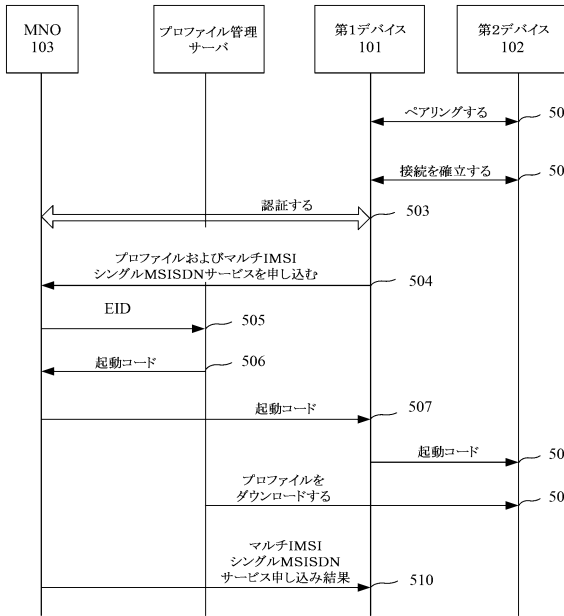 MNO
103
プロファイル管理
サーバ
第1デバイス
101
第2デバイス
102
ペアリングする
50
接続を確立する
50
認証する
503
プロファイルおよびマルチIMSI
シングルMSISDNサービスを申し込む
504
EID
505
起動コード
506
起動コード
507
起動コード
50
プロファイルを
ダウンロードする
50
マルチIMSI
シングルMSISDN
サービス申し込み結果
510